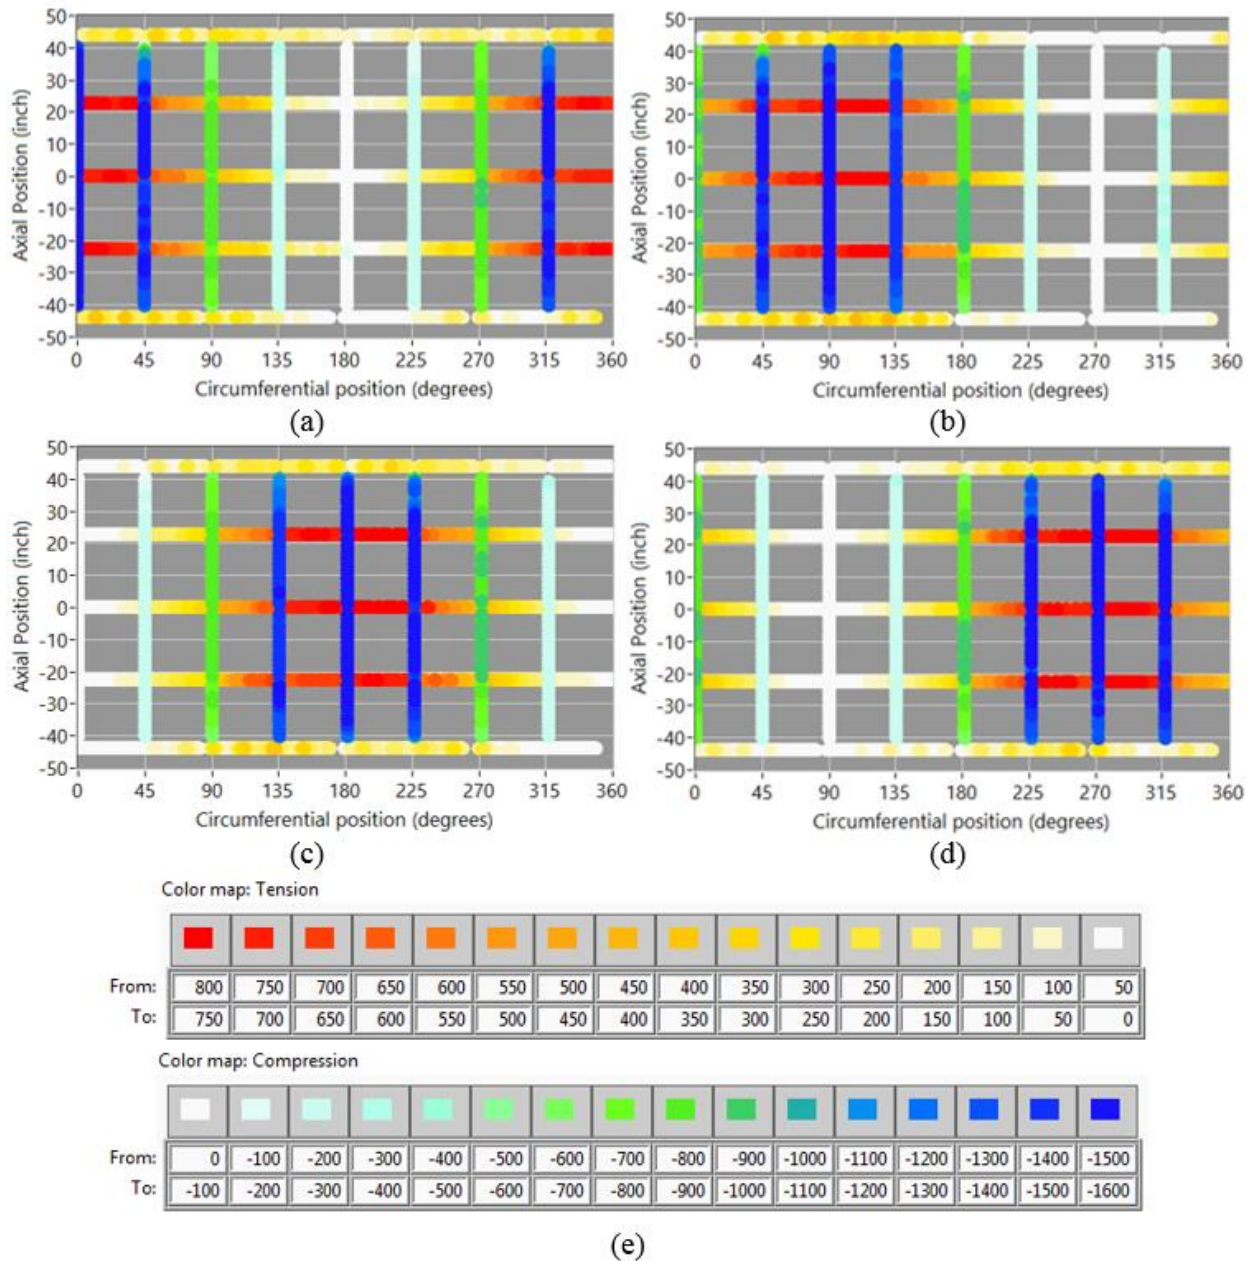 50
40
30
20
10
0
-10
-20
-30
-40
-50
Axial Position (inch)
0 45 90 135 180 225 270 315 360
Circumferential position (degrees)
(a)
50
40
30
20
10
0
-10
-20
-30
-40
-50
Axial Position (inch)
0 45 90 135 180 225 270 315 360
Circumferential position (degrees)
(b)
50
40
30
20
10
0
-10
-20
-30
-40
-50
Axial Position (inch)
0 45 90 135 180 225 270 315 360
Circumferential position (degrees)
(c)
50
40
30
20
10
0
-10
-20
-30
-40
-50
Axial Position (inch)
0 45 90 135 180 225 270 315 360
Circumferential position (degrees)
(d)
Color map: Tension
From: 800 750 700 650 600 550 500 450 400 350 300 250 200 150 100 50
To: 750 700 650 600 550 500 450 400 350 300 250 200 150 100 50 0
Color map: Compression
From: 0 -100 -200 -300 -400 -500 -600 -700 -800 -900 -1000 -1100 -1200 -1300 -1400 -1500
To: -100 -200 -300 -400 -500 -600 -700 -800 -900 -1000 -1100 -1200 -1300 -1400 -1500 -1600
(e)